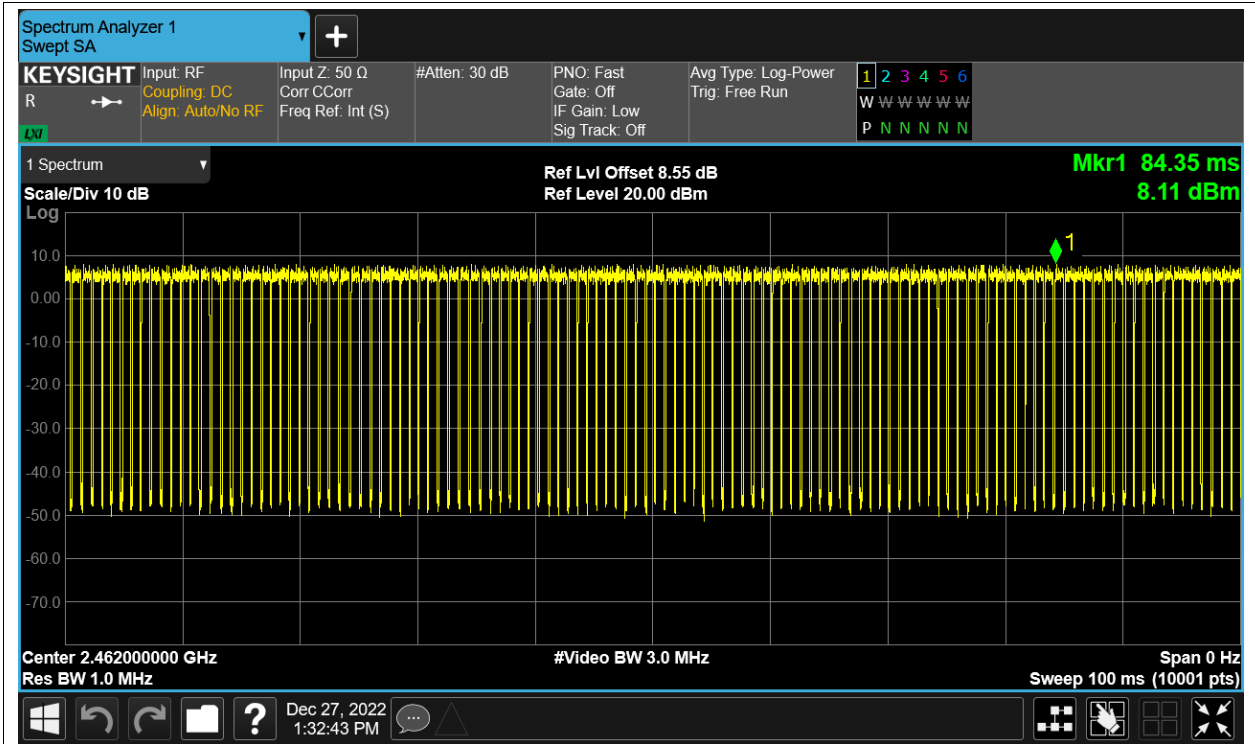 Spectrum Analyzer 1
Swept SA
KEYSIGHT
R
LXI
Input: RF
Coupling: DC
Align: Auto/No RF
Input Z: 50 Ω
Corr CCorr
Freq Ref: Int (S)
#Atten: 30 dB
PNO: Fast
Gate: Off
IF Gain: Low
Sig Track: Off
Avg Type: Log-Power
Trig: Free Run
1 2 3 4 5 6
W W W W W W
P N N N N N
1 Spectrum
Scale/Div 10 dB
Log
Ref Lvl Offset 8.55 dB
Ref Level 20.00 dBm
Mkr1 84.35 ms
8.11 dBm
1
10.0
0.00
-10.0
-20.0
-30.0
-40.0
-50.0
-60.0
-70.0
Center 2.462000000 GHz
Res BW 1.0 MHz
#Video BW 3.0 MHz
Span 0 Hz
Sweep 100 ms (10001 pts)
?
Dec 27, 2022
1:32:43 PM